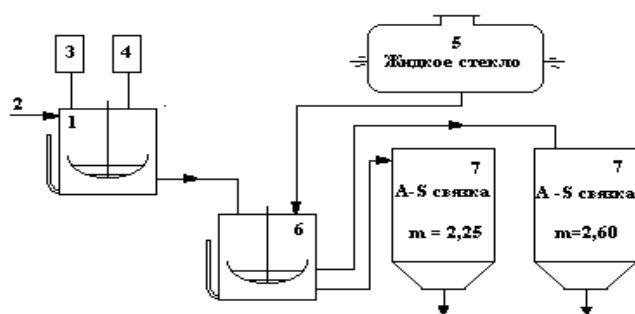 3
4
5
Жидкое стекло
2
1
7
A-S связка
m = 2,25
7
A -S связка
m=2,60
6